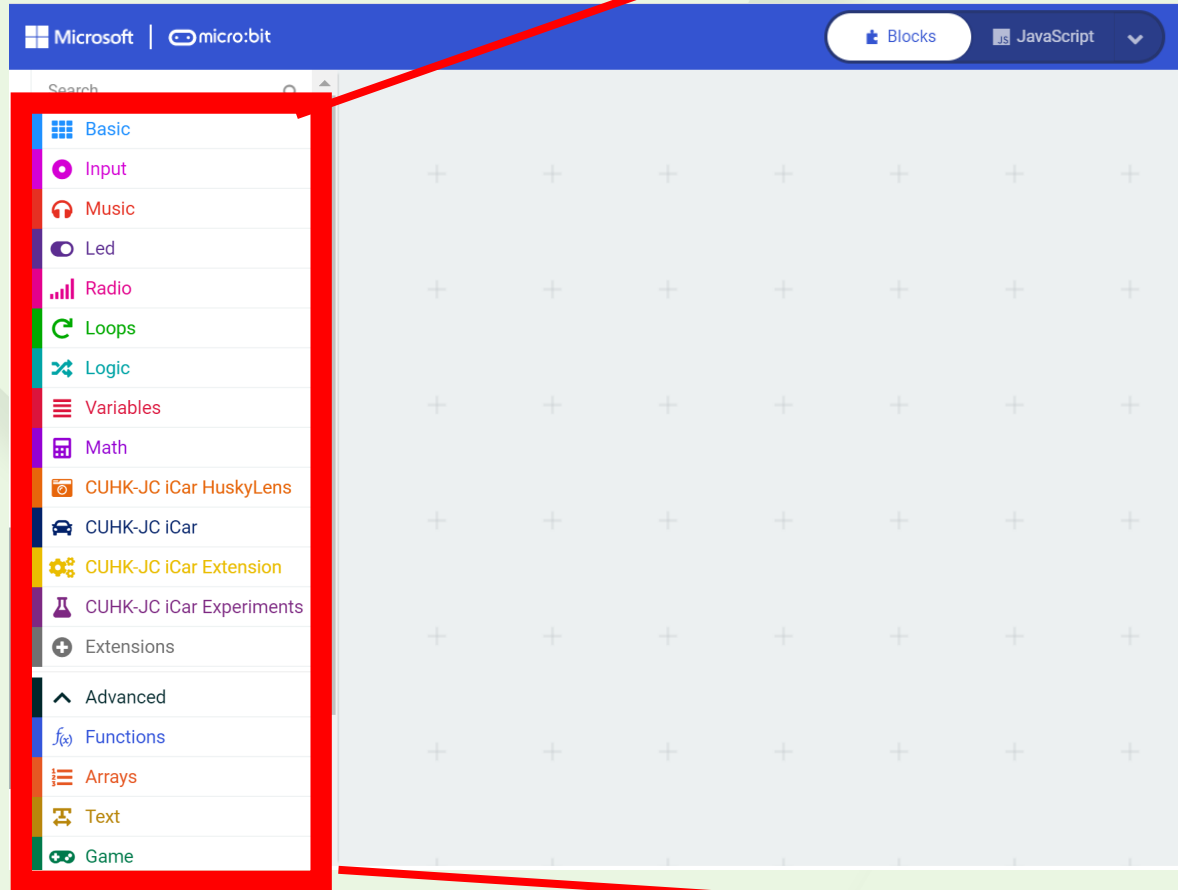 Microsoft micro:bit
Blocks JavaScript
Search
Basic
Input
Music
Led
Radio
Loops
Logic
Variables
Math
CUHK-JC iCar HuskyLens
CUHK-JC iCar
CUHK-JC iCar Extension
CUHK-JC iCar Experiments
Extensions
Advanced
f(x) Functions
Arrays
Text
Game